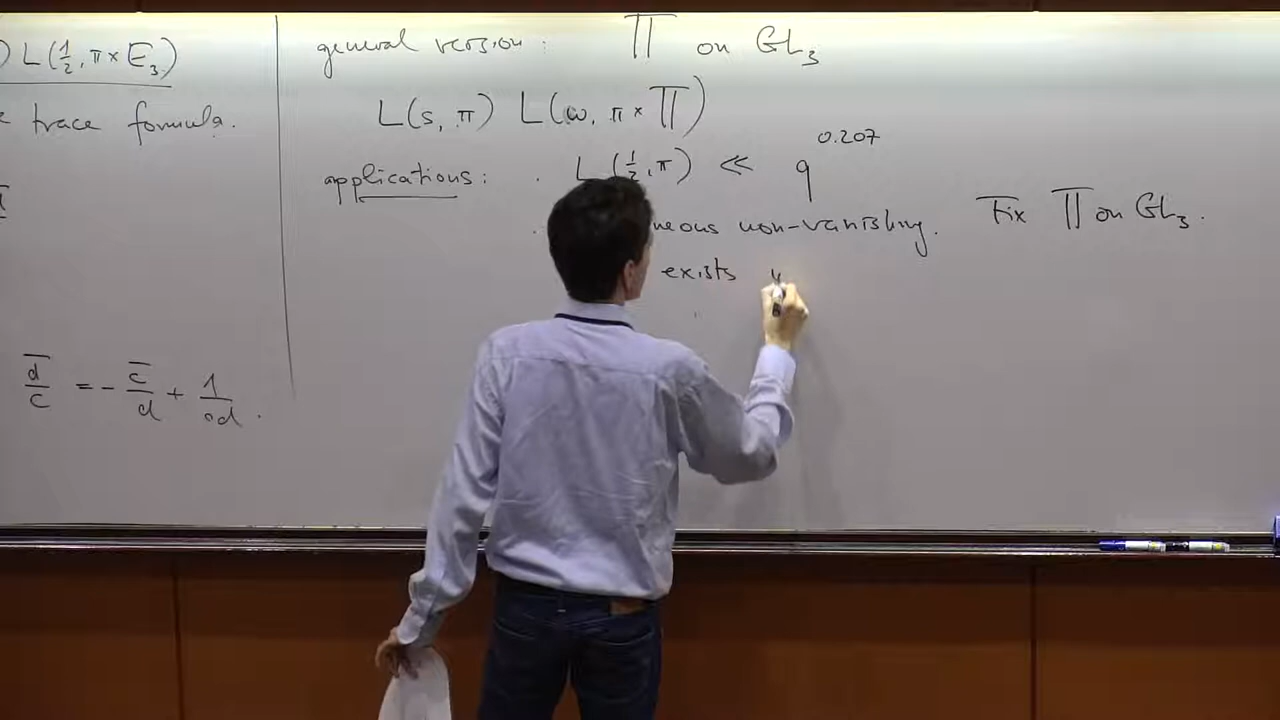 ) L(½, π × E₃)
trace formula.
d̄/c = - c̄/d + 1/cd .
general version : Π on GL₃
L(s, π) L(ω, π × Π)
applications : . L(½, π) ≪ q^0.207
. neous non-vanishing. Fix Π on GL₃.
exists